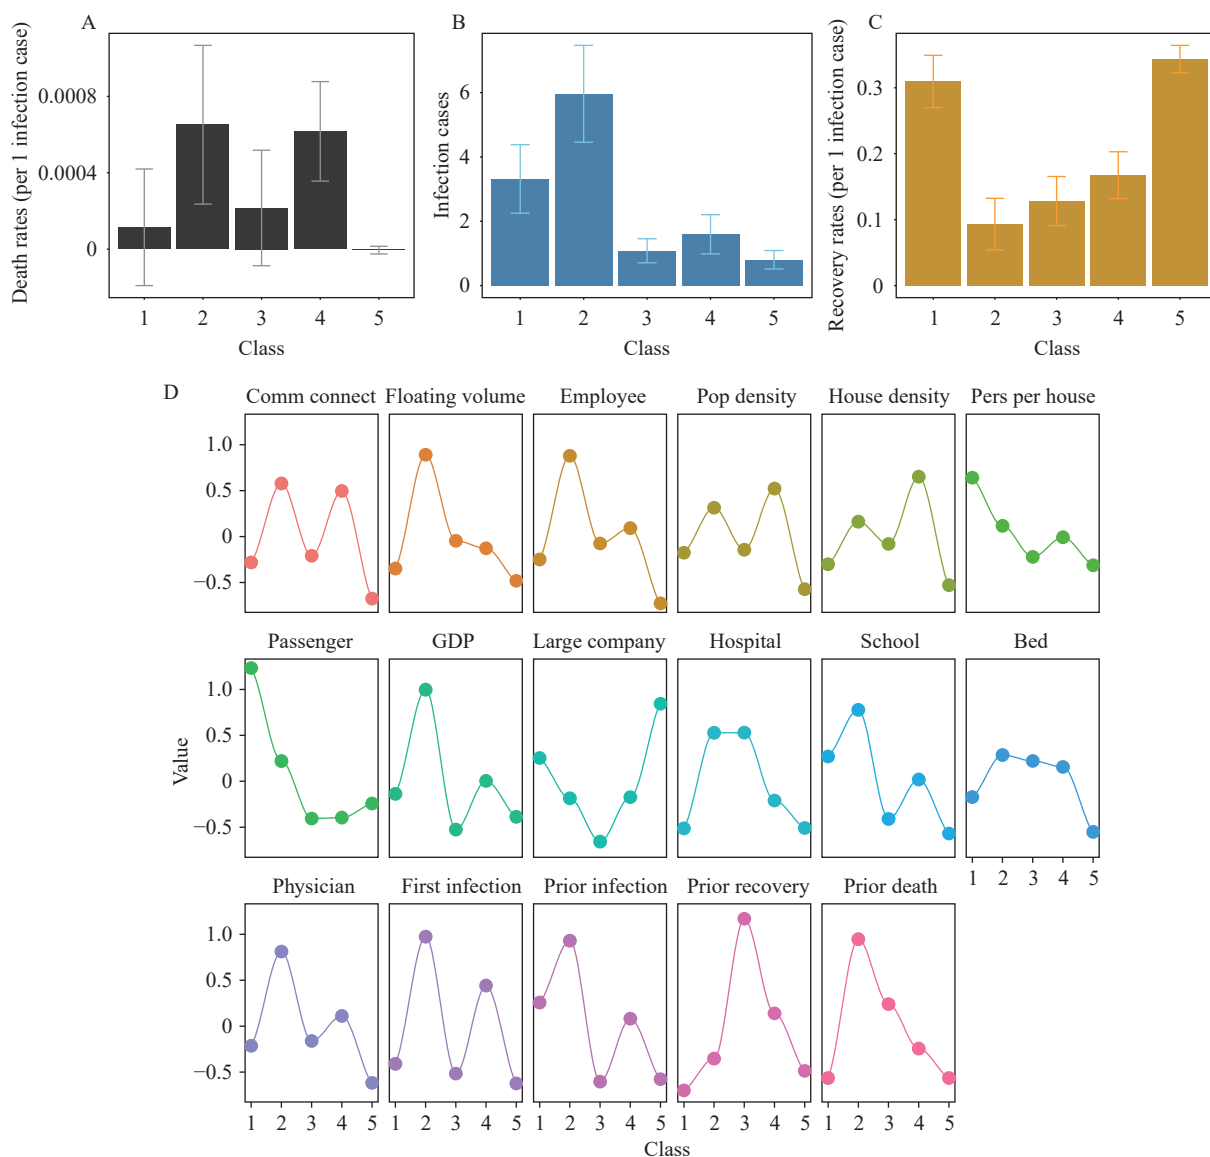 A
Death rates (per 1 infection case)
0.0008
0.0004
0
1 2 3 4 5
Class
B
Infection cases
6
4
2
0
1 2 3 4 5
Class
C
Recovery rates (per 1 infection case)
0.3
0.2
0.1
0
1 2 3 4 5
Class
D
Comm connect Floating volume Employee Pop density House density Pers per house
1.0
0.5
0
−0.5
Passenger GDP Large company Hospital School Bed
Value
1.0
0.5
0
−0.5
1 2 3 4 5
Physician First infection Prior infection Prior recovery Prior death
1.0
0.5
0
−0.5
1 2 3 4 5 1 2 3 4 5 1 2 3 4 5 1 2 3 4 5 1 2 3 4 5
Class